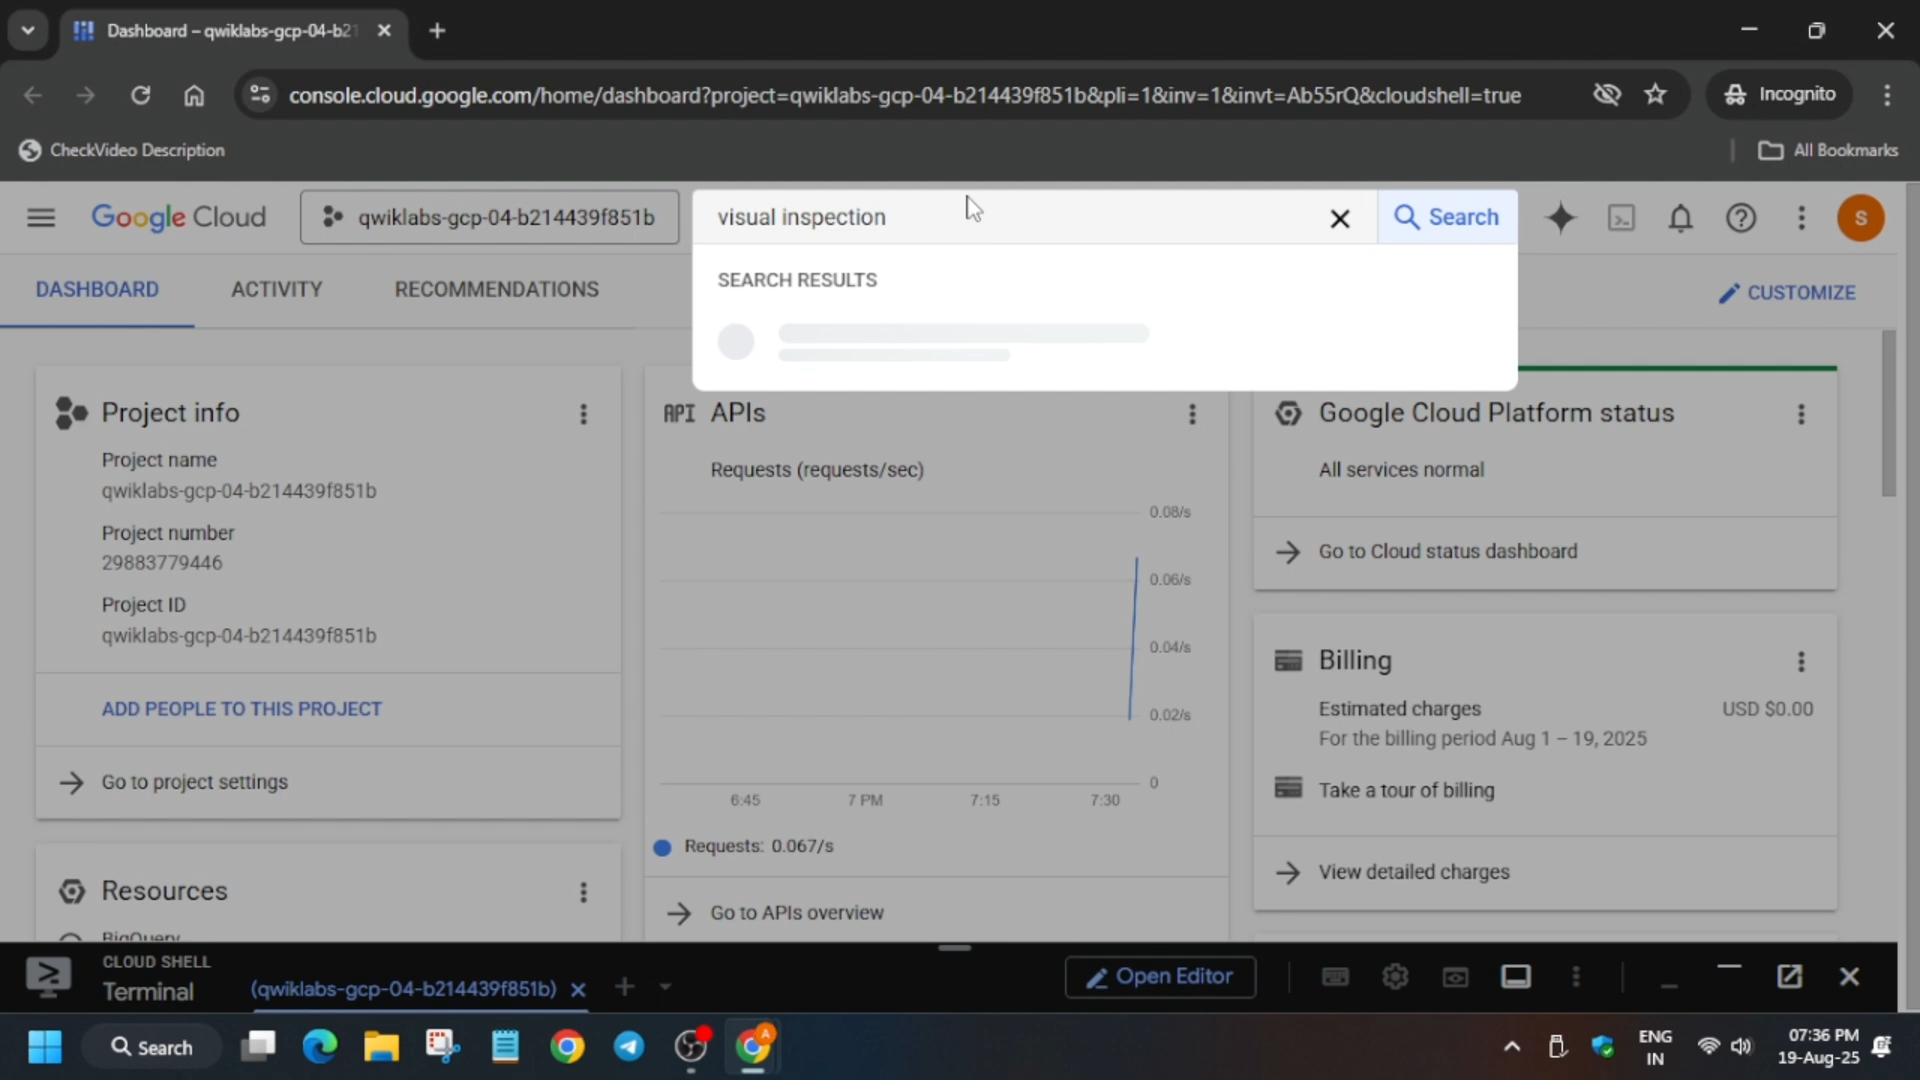 Dashboard – qwiklabs-gcp-04-b21
console.cloud.google.com/home/dashboard?project=qwiklabs-gcp-04-b214439f851b&pli=1&inv=1&invt=Ab55rQ&cloudshell=true
Incognito
CheckVideo Description
All Bookmarks
Google Cloud
qwiklabs-gcp-04-b214439f851b
visual inspection
Search
S
DASHBOARD
ACTIVITY
RECOMMENDATIONS
SEARCH RESULTS
CUSTOMIZE
Project info
Project name
qwiklabs-gcp-04-b214439f851b
Project number
29883779446
Project ID
qwiklabs-gcp-04-b214439f851b
ADD PEOPLE TO THIS PROJECT
Go to project settings
Resources
BigQuery
API APIs
Requests (requests/sec)
0.08/s
0.06/s
0.04/s
0.02/s
0
6:45 7 PM 7:15 7:30
Requests: 0.067/s
Go to APIs overview
Google Cloud Platform status
All services normal
Go to Cloud status dashboard
Billing
Estimated charges USD $0.00
For the billing period Aug 1 – 19, 2025
Take a tour of billing
View detailed charges
CLOUD SHELL
Terminal
(qwiklabs-gcp-04-b214439f851b)
Open Editor
Search
A
ENG
IN
07:36 PM
19-Aug-25